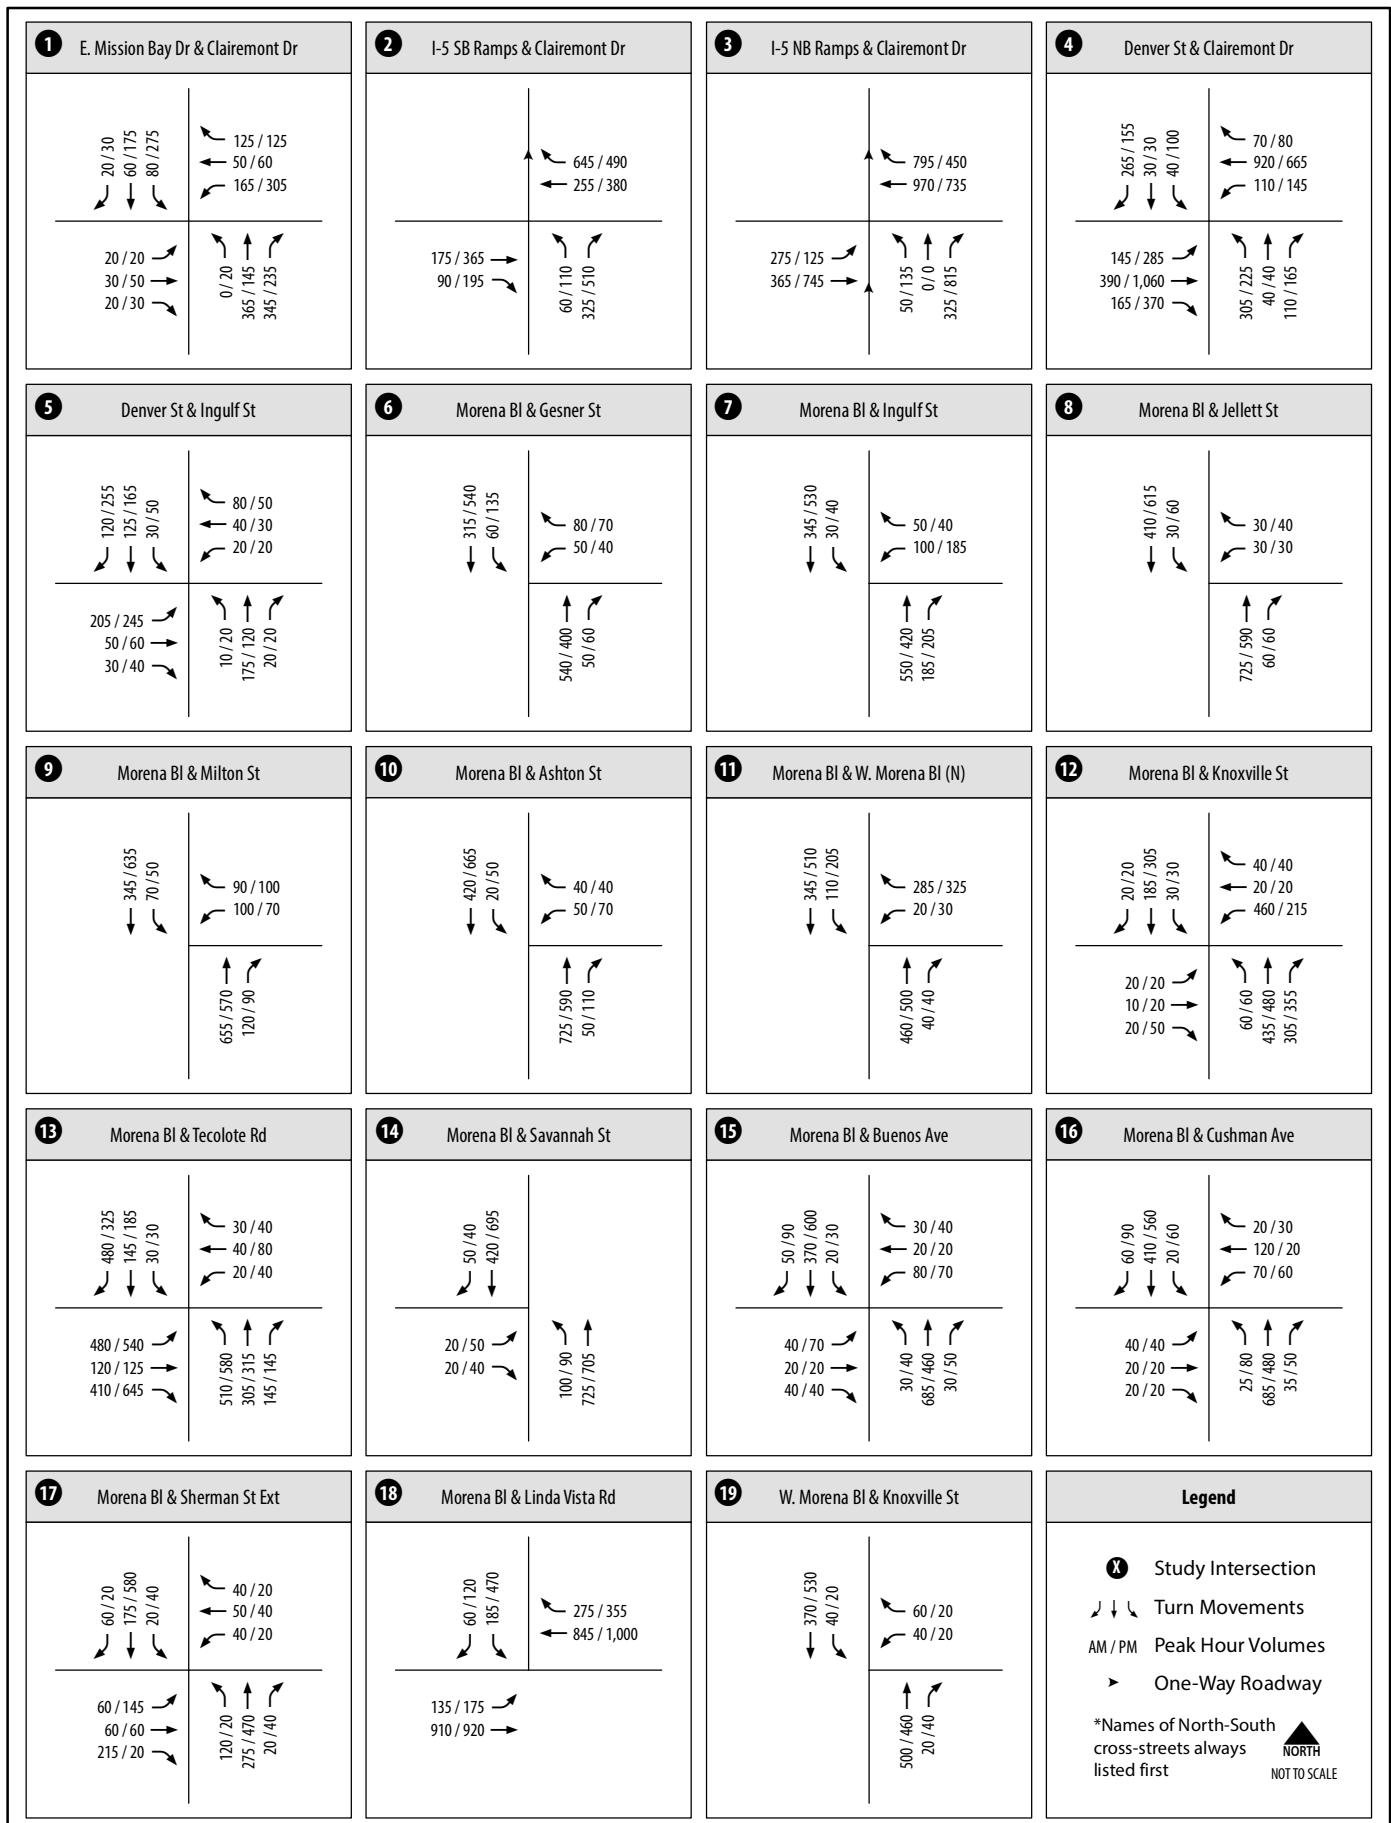 1 E. Mission Bay Dr & Clairemont Dr
20 / 30
60 / 175
80 / 275
125 / 125
50 / 60
165 / 305
20 / 20
30 / 50
20 / 30
0 / 20
365 / 145
345 / 235
2 I-5 SB Ramps & Clairemont Dr
645 / 490
255 / 380
175 / 365
90 / 195
60 / 110
325 / 510
3 I-5 NB Ramps & Clairemont Dr
795 / 450
970 / 735
275 / 125
365 / 745
50 / 135
0 / 0
325 / 815
4 Denver St & Clairemont Dr
265 / 155
30 / 30
40 / 100
70 / 80
920 / 665
110 / 145
145 / 285
390 / 1,060
165 / 370
305 / 225
40 / 40
110 / 165
5 Denver St & Ingulf St
120 / 255
125 / 165
30 / 50
80 / 50
40 / 30
20 / 20
205 / 245
50 / 60
30 / 40
10 / 20
175 / 120
20 / 20
6 Morena Bl & Gesner St
315 / 540
60 / 135
80 / 70
50 / 40
540 / 400
50 / 60
7 Morena Bl & Ingulf St
345 / 530
30 / 40
50 / 40
100 / 185
550 / 420
185 / 205
8 Morena Bl & Jellett St
410 / 615
30 / 60
30 / 40
30 / 30
725 / 590
60 / 60
9 Morena Bl & Milton St
345 / 635
70 / 50
90 / 100
100 / 70
655 / 570
120 / 90
10 Morena Bl & Ashton St
420 / 665
20 / 50
40 / 40
50 / 70
725 / 590
50 / 110
11 Morena Bl & W. Morena Bl (N)
345 / 510
110 / 205
285 / 325
20 / 30
460 / 500
40 / 40
12 Morena Bl & Knoxville St
20 / 20
185 / 305
30 / 30
40 / 40
20 / 20
460 / 215
20 / 20
10 / 20
20 / 50
60 / 60
435 / 480
305 / 355
13 Morena Bl & Tecolote Rd
480 / 325
145 / 185
30 / 30
30 / 40
40 / 80
20 / 40
480 / 540
120 / 125
410 / 645
510 / 580
305 / 315
145 / 145
14 Morena Bl & Savannah St
50 / 40
420 / 695
20 / 50
20 / 40
100 / 90
725 / 705
15 Morena Bl & Buenos Ave
50 / 90
370 / 600
20 / 30
30 / 40
20 / 20
80 / 70
40 / 70
20 / 20
40 / 40
30 / 40
685 / 460
30 / 50
16 Morena Bl & Cushman Ave
60 / 90
410 / 560
20 / 60
20 / 30
120 / 20
70 / 60
40 / 40
20 / 20
20 / 20
25 / 80
685 / 480
35 / 50
17 Morena Bl & Sherman St Ext
60 / 20
175 / 580
20 / 40
40 / 20
50 / 40
40 / 20
60 / 145
60 / 60
215 / 20
120 / 20
275 / 470
20 / 40
18 Morena Bl & Linda Vista Rd
60 / 120
185 / 470
275 / 355
845 / 1,000
135 / 175
910 / 920
19 W. Morena Bl & Knoxville St
370 / 530
40 / 20
60 / 20
40 / 20
500 / 460
20 / 40
Legend
X Study Intersection
Turn Movements
AM / PM Peak Hour Volumes
One-Way Roadway
*Names of North-South
cross-streets always
listed first
NORTH
NOT TO SCALE